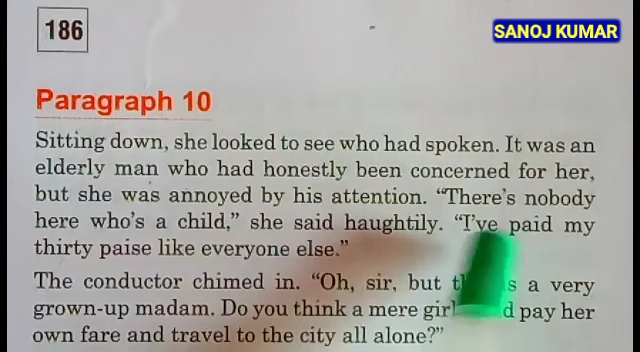 186
SANOJ KUMAR
Paragraph 10
Sitting down, she looked to see who had spoken. It was an
elderly man who had honestly been concerned for her,
but she was annoyed by his attention. “There’s nobody
here who’s a child,” she said haughtily. “I’ve paid my
thirty paise like everyone else.”
The conductor chimed in. “Oh, sir, but a very
grown-up madam. Do you think a mere girl pay her
own fare and travel to the city all alone?”